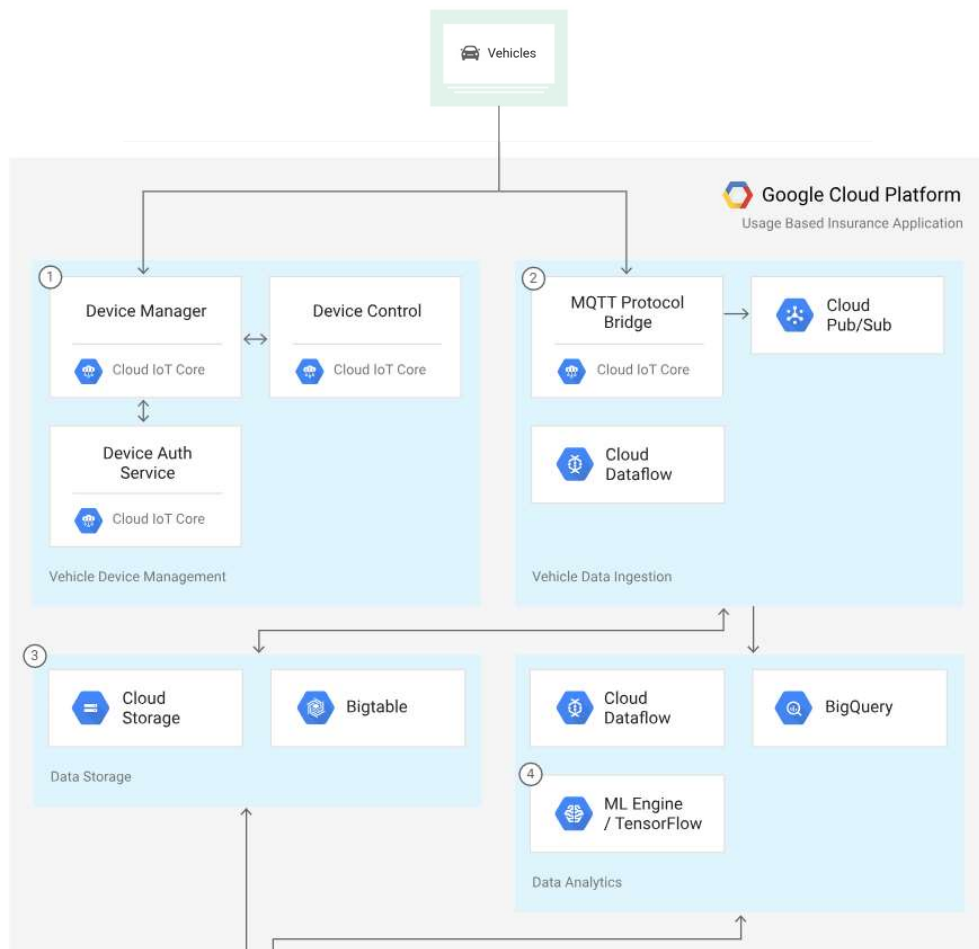 Vehicles
Google Cloud Platform
Usage Based Insurance Application
1
Device Manager
Cloud IoT Core
Device Control
Cloud IoT Core
Device Auth
Service
Cloud IoT Core
Vehicle Device Management
2
MQTT Protocol
Bridge
Cloud IoT Core
Cloud
Pub/Sub
Cloud
Dataflow
Vehicle Data Ingestion
3
Cloud
Storage
Bigtable
Data Storage
Cloud
Dataflow
BigQuery
4
ML Engine
/ TensorFlow
Data Analytics